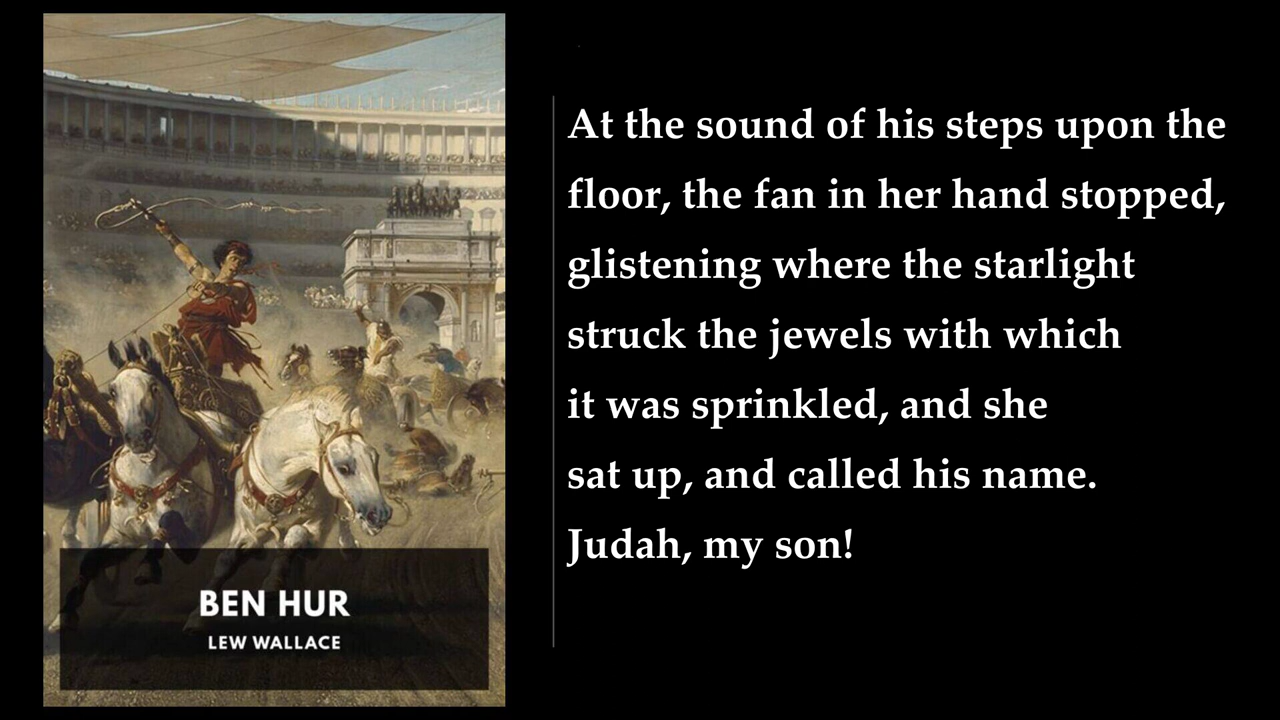 At the sound of his steps upon the
floor, the fan in her hand stopped,
glistening where the starlight
struck the jewels with which
it was sprinkled, and she
sat up, and called his name.
Judah, my son!
BEN HUR
LEW WALLACE